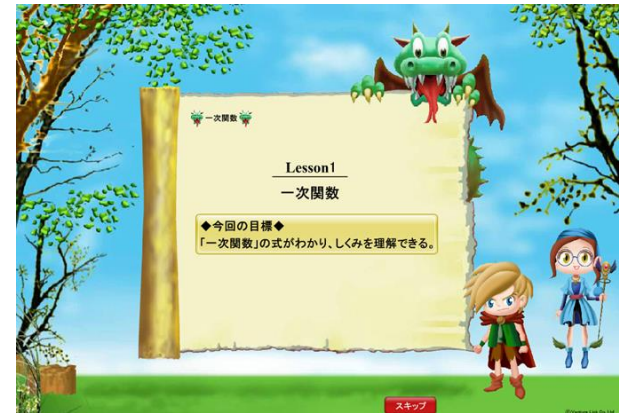 一次関数
Lesson1
一次関数
◆今回の目標◆
「一次関数」の式がわかり、しくみを理解できる。
スキップ